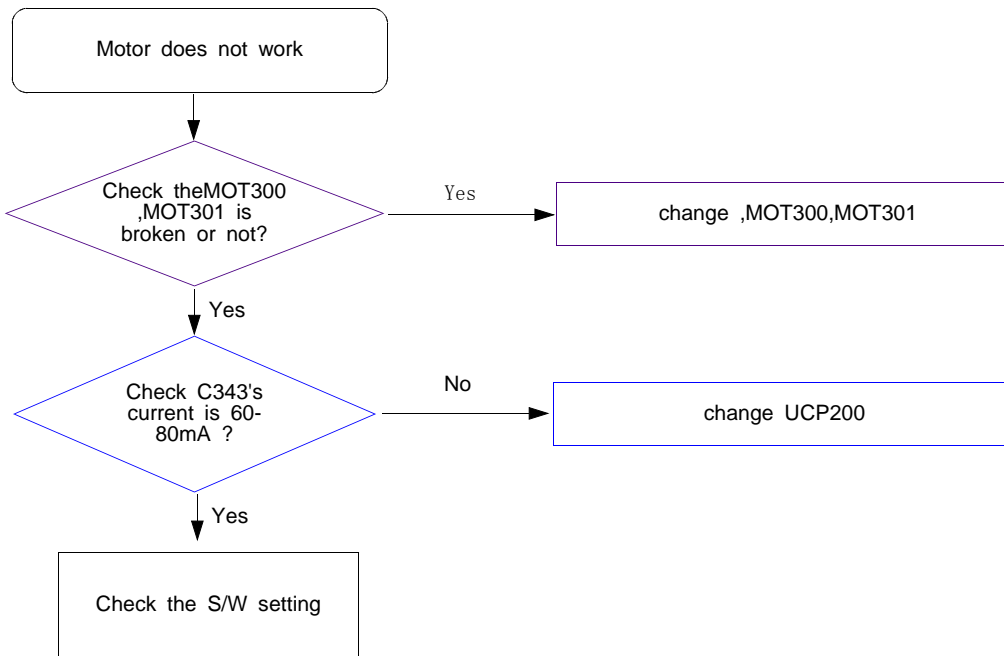 Motor does not work
Check theMOT300
,MOT301 is
broken or not?
Yes
change ,MOT300,MOT301
Yes
Check C343's
current is 60-
80mA ?
No
change UCP200
Yes
Check the S/W setting